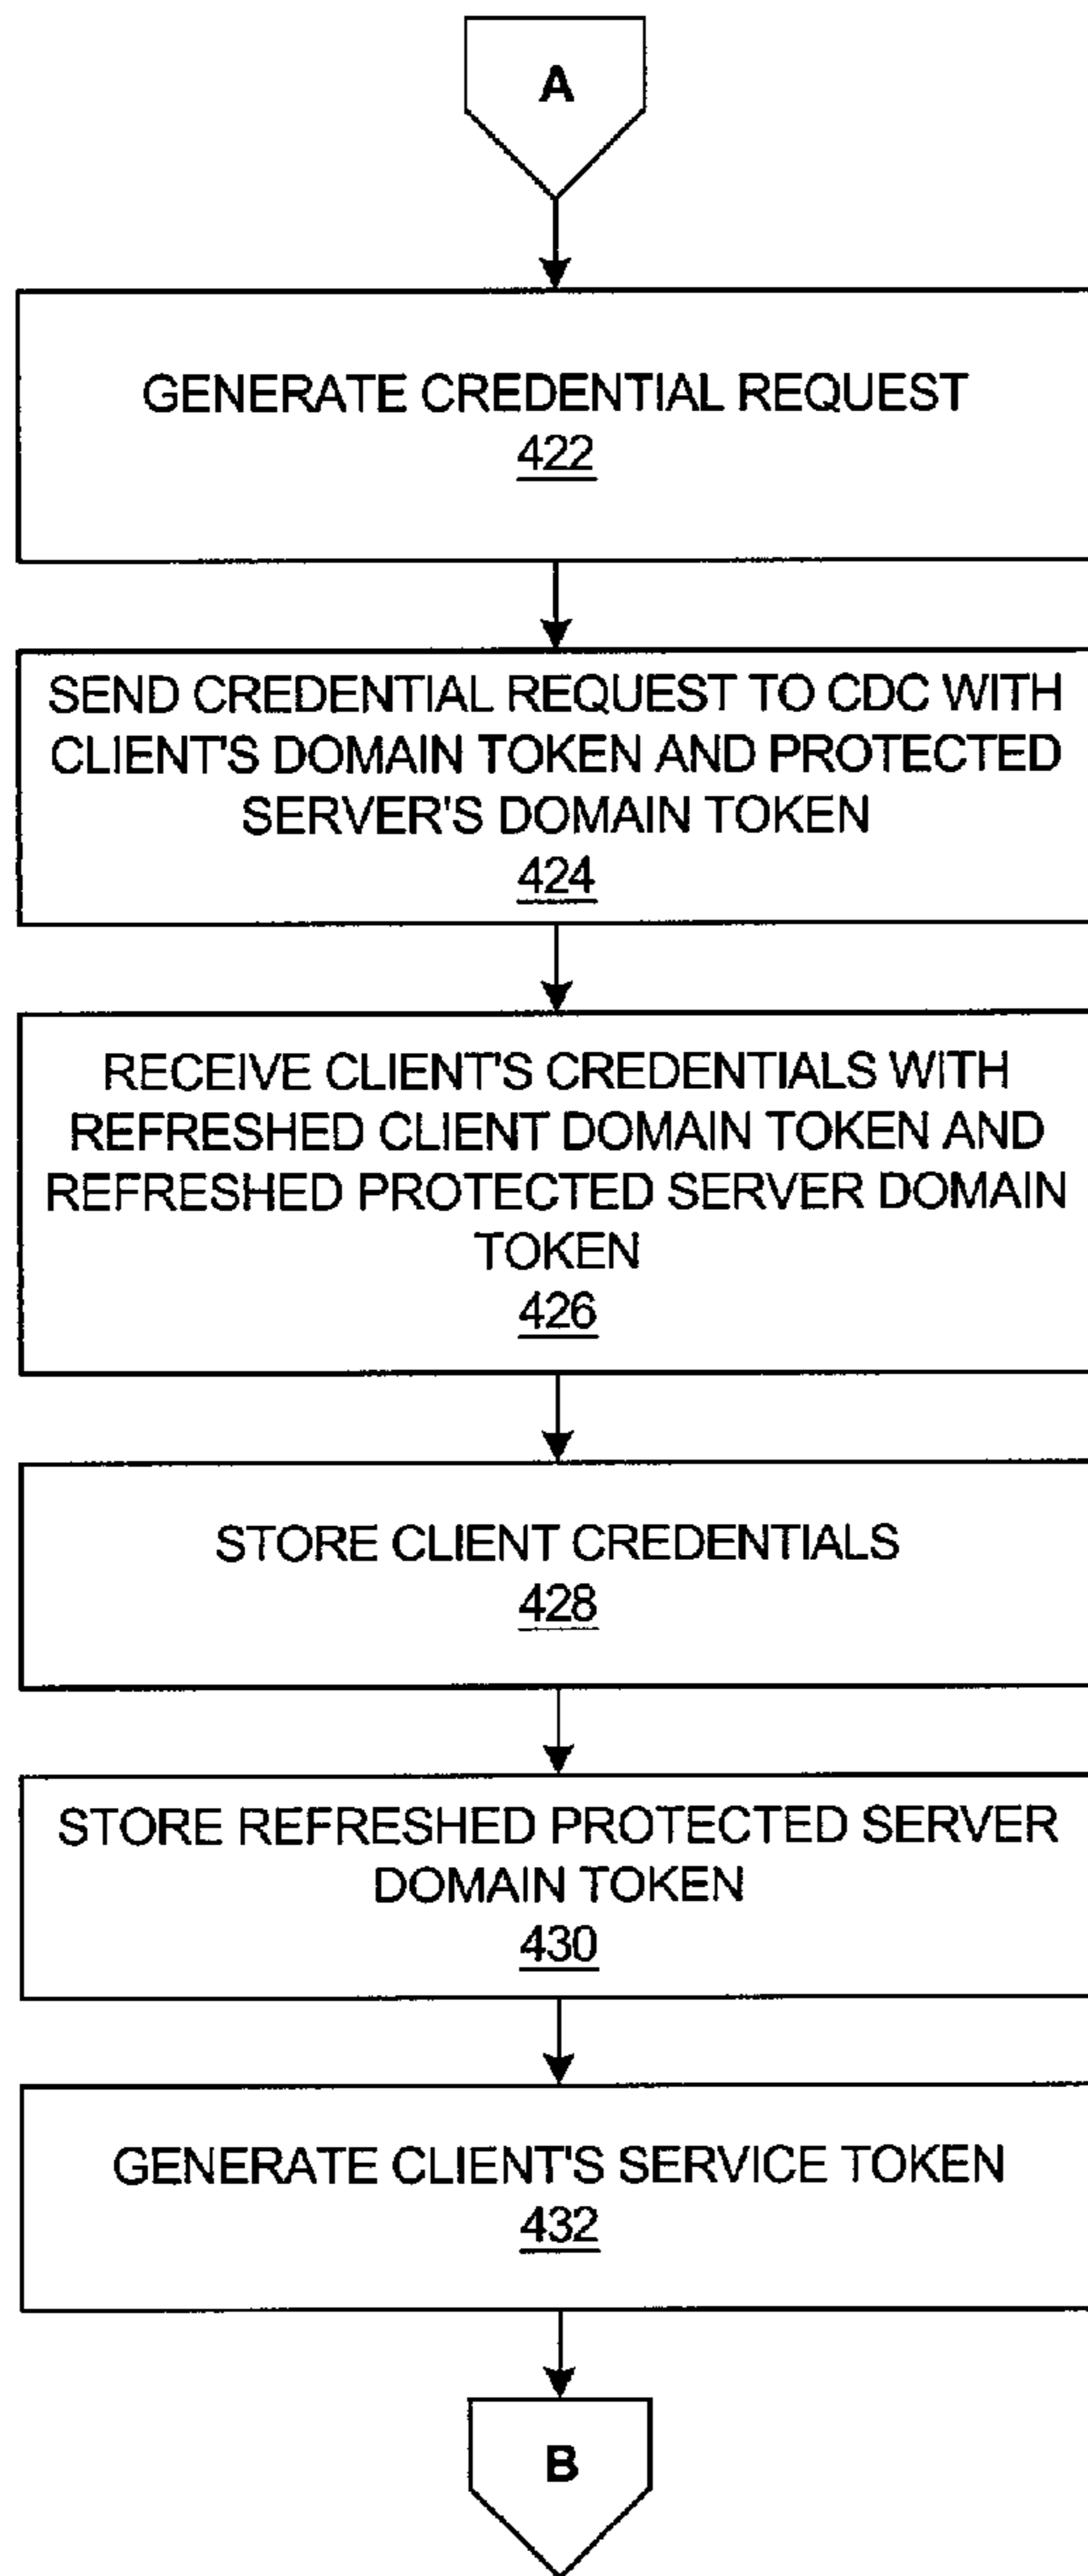 A
GENERATE CREDENTIAL REQUEST
422
SEND CREDENTIAL REQUEST TO CDC WITH
CLIENT'S DOMAIN TOKEN AND PROTECTED
SERVER'S DOMAIN TOKEN
424
RECEIVE CLIENT'S CREDENTIALS WITH
REFRESHED CLIENT DOMAIN TOKEN AND
REFRESHED PROTECTED SERVER DOMAIN
TOKEN
426
STORE CLIENT CREDENTIALS
428
STORE REFRESHED PROTECTED SERVER
DOMAIN TOKEN
430
GENERATE CLIENT'S SERVICE TOKEN
432
B